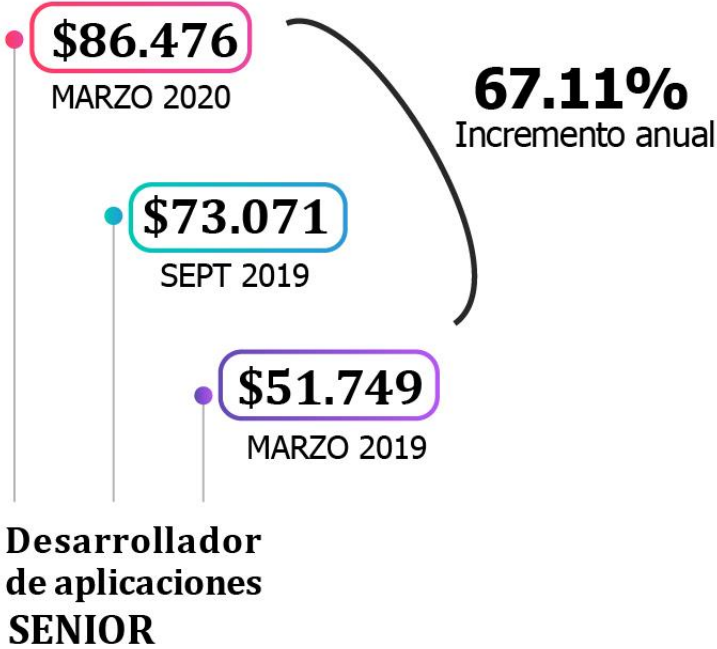 $86.476
MARZO 2020
67.11%
Incremento anual
$73.071
SEPT 2019
$51.749
MARZO 2019
Desarrollador
de aplicaciones
SENIOR